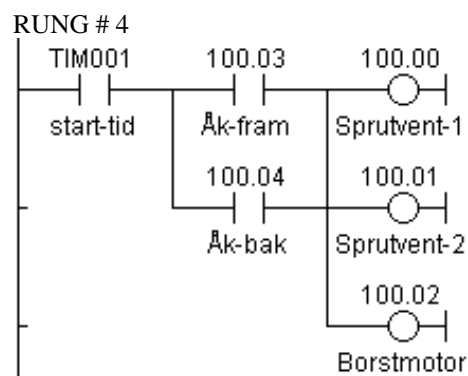 RUNG # 4
TIM001 100.03 100.00
start-tid Åk-fram Sprutvent-1
100.04 100.01
Åk-bak Sprutvent-2
100.02
Borstmotor